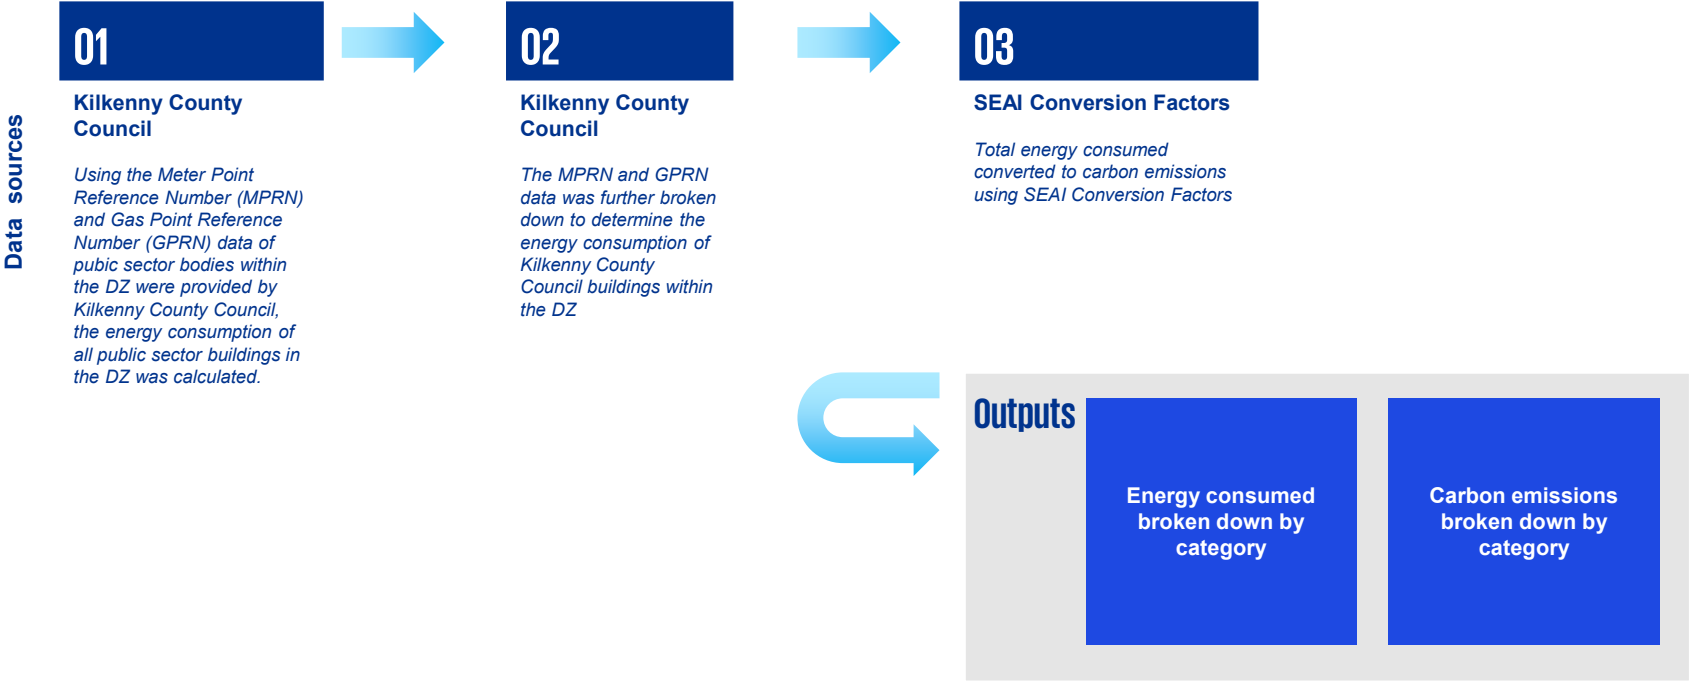 Data sources
01
Kilkenny County
Council
Using the Meter Point
Reference Number (MPRN)
and Gas Point Reference
Number (GPRN) data of
pubic sector bodies within
the DZ were provided by
Kilkenny County Council,
the energy consumption of
all public sector buildings in
the DZ was calculated.
02
Kilkenny County
Council
The MPRN and GPRN
data was further broken
down to determine the
energy consumption of
Kilkenny County
Council buildings within
the DZ
03
SEAI Conversion Factors
Total energy consumed
converted to carbon emissions
using SEAI Conversion Factors
Outputs
Energy consumed
broken down by
category
Carbon emissions
broken down by
category